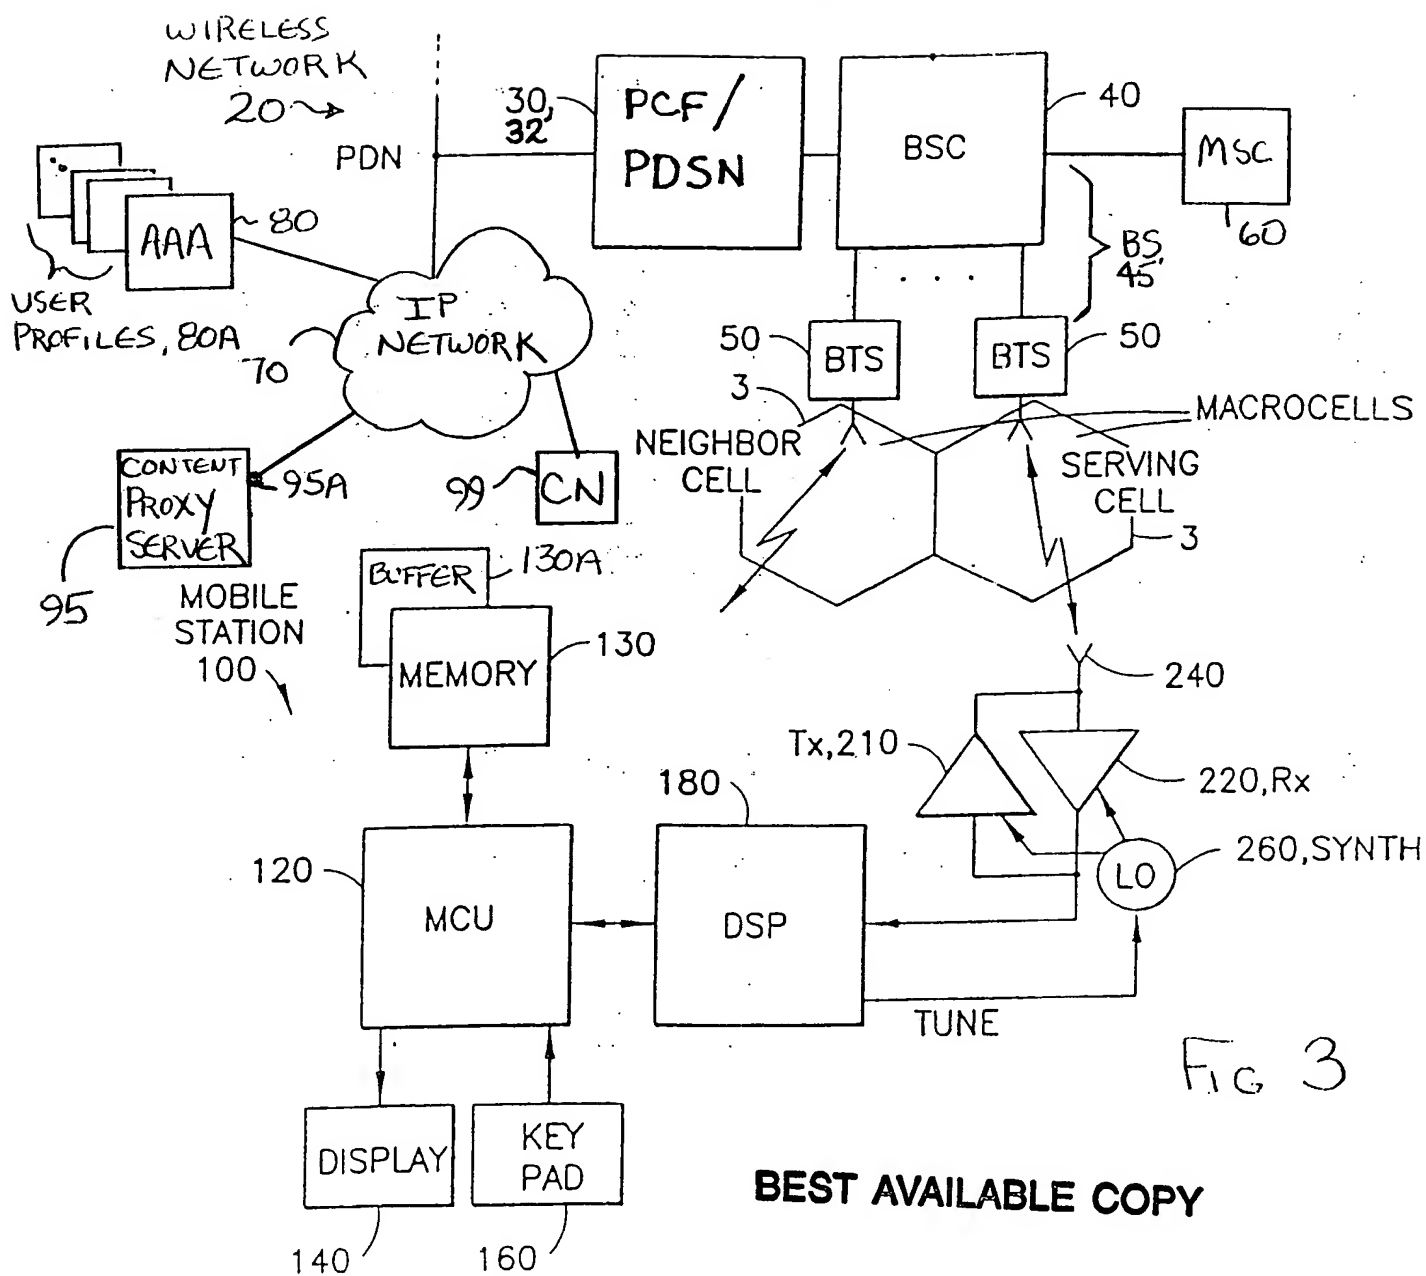 WIRELESS
NETWORK
20
PDN
30,
32
PCF/
PDSN
BSC
40
MSC
60
AAA
80
USER
PROFILES, 80A
IP
NETWORK
70
BS,
45
50
BTS
BTS
50
3
MACROCELLS
NEIGHBOR
CELL
SERVING
CELL
3
CONTENT
PROXY
SERVER
95A
95
99
CN
MOBILE
STATION
100
BUFFER
130A
MEMORY
130
240
Tx,210
220,Rx
180
120
MCU
DSP
LO
260,SYNTH
TUNE
FIG 3
DISPLAY
KEY
PAD
140
160
BEST AVAILABLE COPY